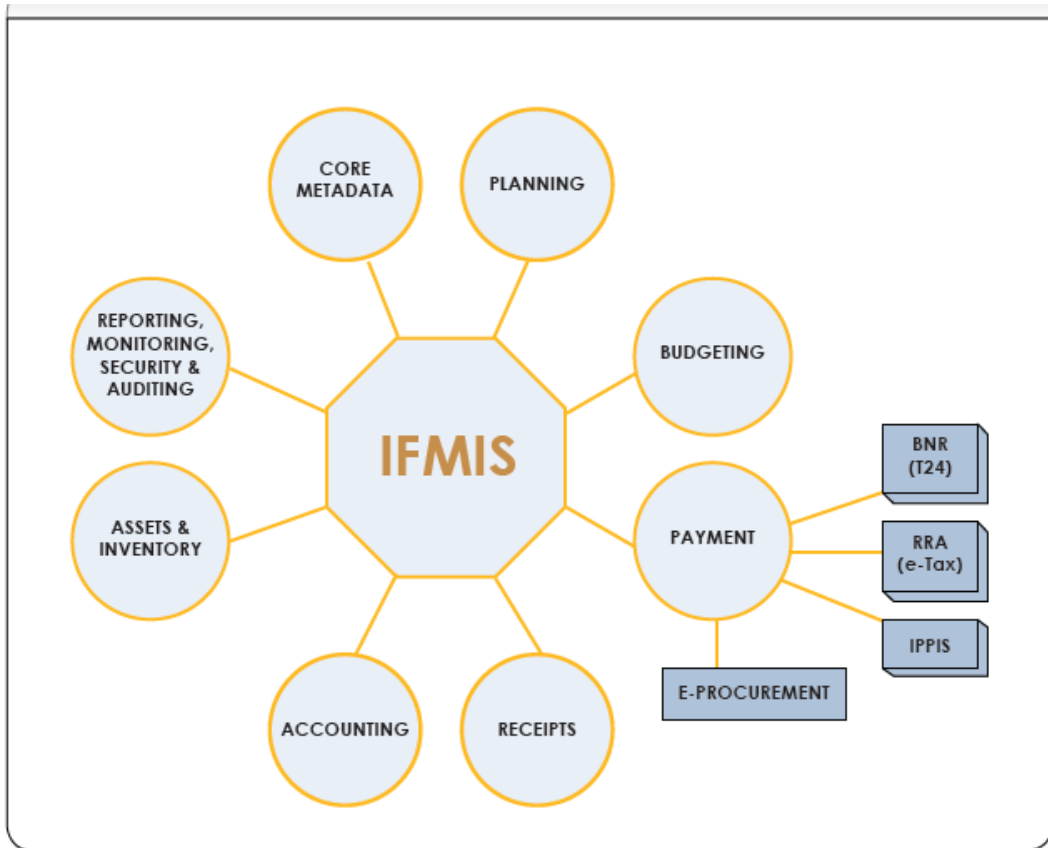 CORE
METADATA
PLANNING
REPORTING,
MONITORING,
SECURITY &
AUDITING
BUDGETING
IFMIS
BNR
(T24)
ASSETS &
INVENTORY
PAYMENT
RRA
(e-Tax)
IPPIS
E-PROCUREMENT
ACCOUNTING
RECEIPTS